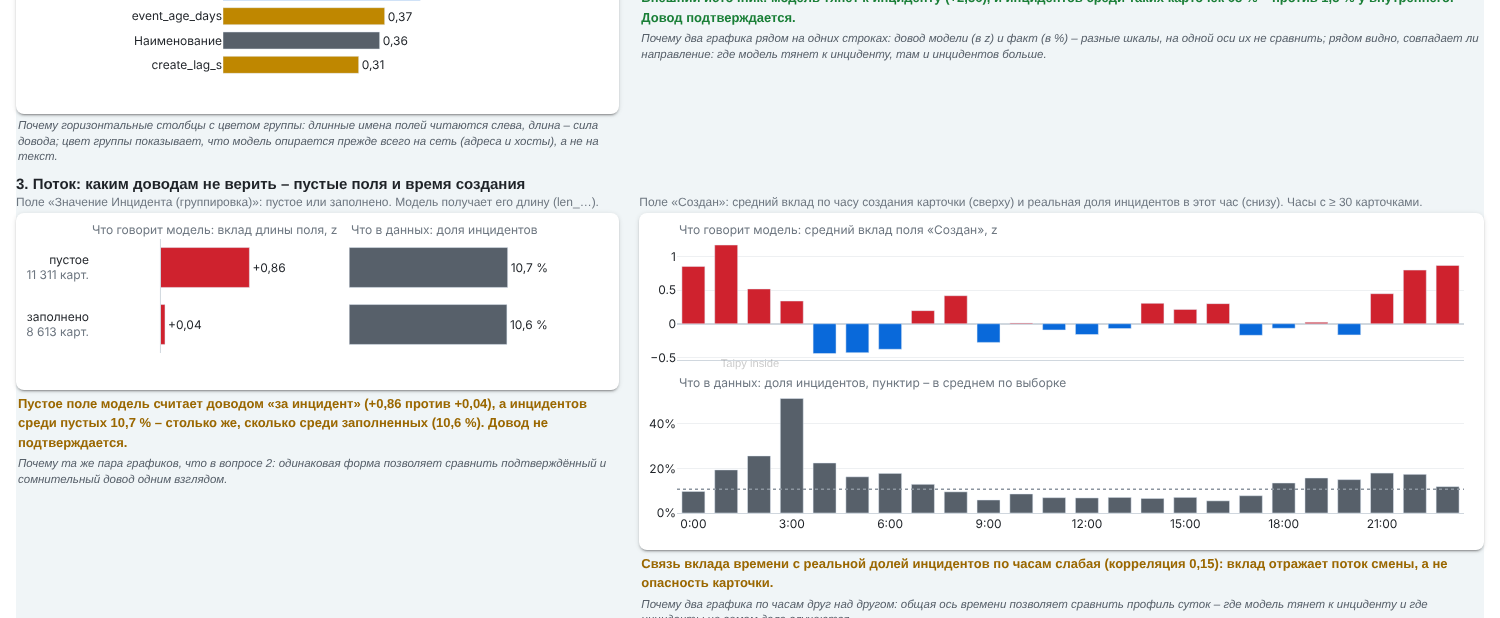 event_age_days 0,37
Наименование 0,36
create_lag_s 0,31
Довод подтверждается.
Почему два графика рядом на одних строках: довод модели (в z) и факт (в %) – разные шкалы, на одной оси их не сравнить; рядом видно, совпадает ли
направление: где модель тянет к инциденту, там и инцидентов больше.
Почему горизонтальные столбцы с цветом группы: длинные имена полей читаются слева, длина – сила
довода; цвет группы показывает, что модель опирается прежде всего на сеть (адреса и хосты), а не на
текст.
3. Поток: каким доводам не верить – пустые поля и время создания
Поле «Значение Инцидента (группировка)»: пустое или заполнено. Модель получает его длину (len_…).
Что говорит модель: вклад длины поля, z Что в данных: доля инцидентов
пустое
11 311 карт.
+0,86
10,7 %
заполнено
8 613 карт.
+0,04
10,6 %
Пустое поле модель считает доводом «за инцидент» (+0,86 против +0,04), а инцидентов
среди пустых 10,7 % – столько же, сколько среди заполненных (10,6 %). Довод не
подтверждается.
Почему та же пара графиков, что в вопросе 2: одинаковая форма позволяет сравнить подтверждённый и
сомнительный довод одним взглядом.
Поле «Создан»: средний вклад по часу создания карточки (сверху) и реальная доля инцидентов в этот час (снизу). Часы с ≥ 30 карточками.
Что говорит модель: средний вклад поля «Создан», z
1
0.5
0
−0.5
Taipy inside
Что в данных: доля инцидентов, пунктир – в среднем по выборке
40%
20%
0%
0:00 3:00 6:00 9:00 12:00 15:00 18:00 21:00
Связь вклада времени с реальной долей инцидентов по часам слабая (корреляция 0,15): вклад отражает поток смены, а не
опасность карточки.
Почему два графика по часам друг над другом: общая ось времени позволяет сравнить профиль суток – где модель тянет к инциденту и где